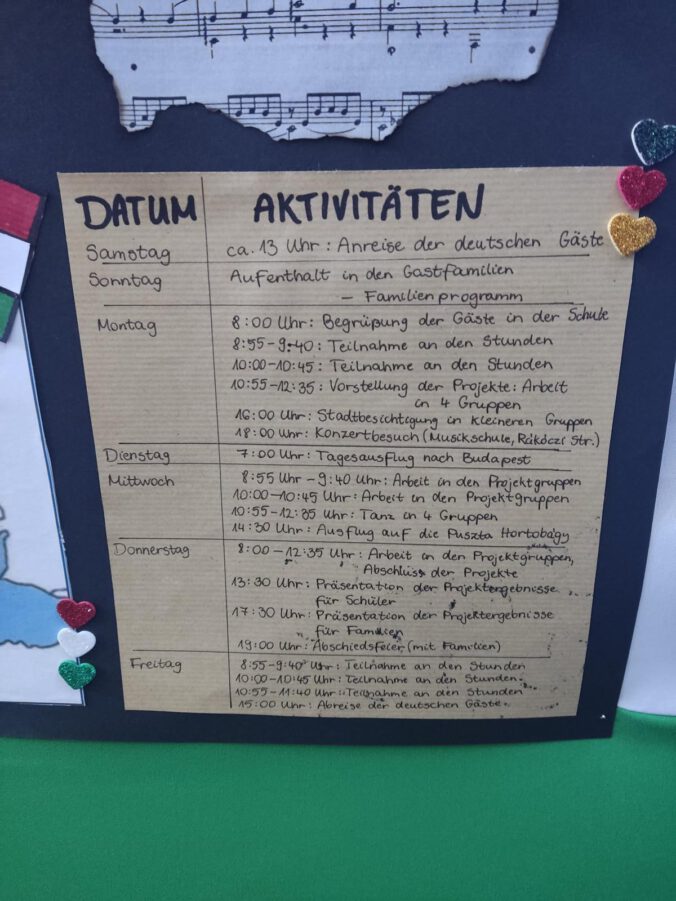 DATUM AKTIVITÄTEN
Samstag ca. 13 Uhr: Anreise der deutschen Gäste
Sonntag Aufenthalt in den Gastfamilien
– Familienprogramm
Montag 8:00 Uhr: Begrüßung der Gäste in der Schule
8:55-9:40: Teilnahme an den Stunden
10:00-10:45: Teilnahme an den Stunden
10:55-12:35: Vorstellung der Projekte: Arbeit
in 4 Gruppen
16:00 Uhr: Stadtbesichtigung in kleineren Gruppen
18:00 Uhr: Konzertbesuch (Musikschule, Rákóczi Str.)
Dienstag 7:00 Uhr: Tagesausflug nach Budapest
Mittwoch 8:55 Uhr - 9:40 Uhr: Arbeit in den Projektgruppen
10:00-10:45 Uhr: Arbeit in den Projektgruppen
10:55-12:35 Uhr: Tanz in 4 Gruppen
14:30 Uhr: Ausflug auf die Puszta Hortobágy
Donnerstag 8:00-12:35 Uhr: Arbeit in den Projektgruppen,
Abschluss der Projekte
13:30 Uhr: Präsentation der Projektergebnisse
für Schüler
17:30 Uhr: Präsentation der Projektergebnisse
für Familien
19:00 Uhr: Abschiedsfeier (mit Familien)
Freitag 8:55-9:40 Uhr: Teilnahme an den Stunden
10:00-10:45 Uhr: Teilnahme an den Stunden
10:55-11:40 Uhr: Teilnahme an den Stunden
15:00 Uhr: Abreise der deutschen Gäste